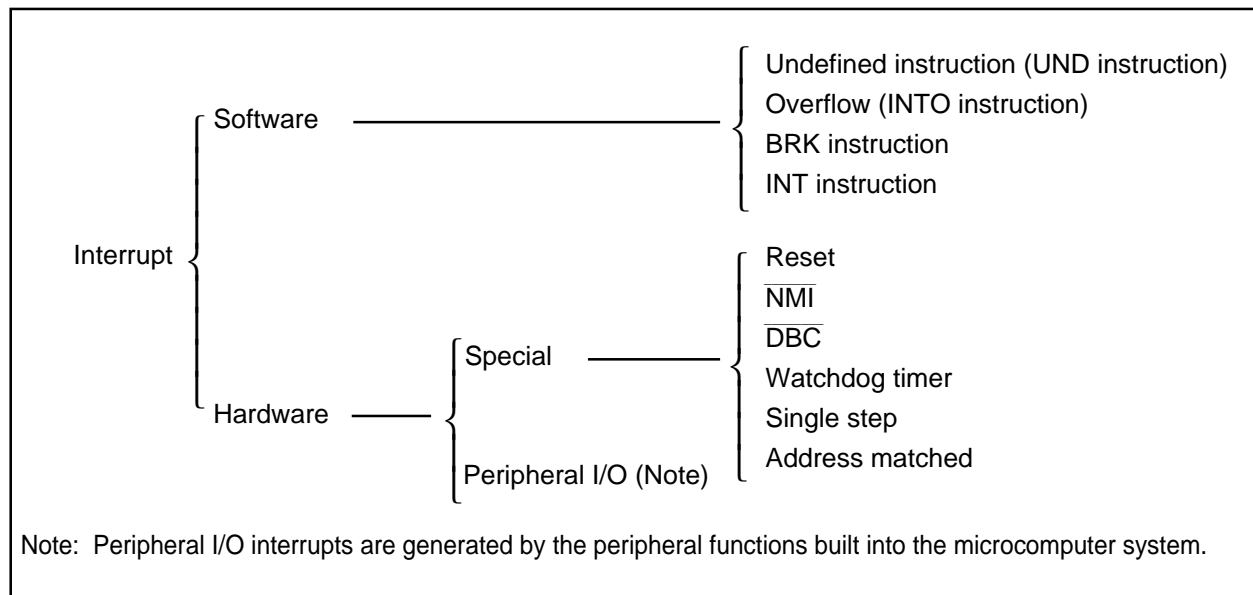 Interrupt
Software
Undefined instruction (UND instruction)
Overflow (INTO instruction)
BRK instruction
INT instruction
Hardware
Special
Reset
N̅M̅I̅
D̅B̅C̅
Watchdog timer
Single step
Address matched
Peripheral I/O (Note)
Note: Peripheral I/O interrupts are generated by the peripheral functions built into the microcomputer system.